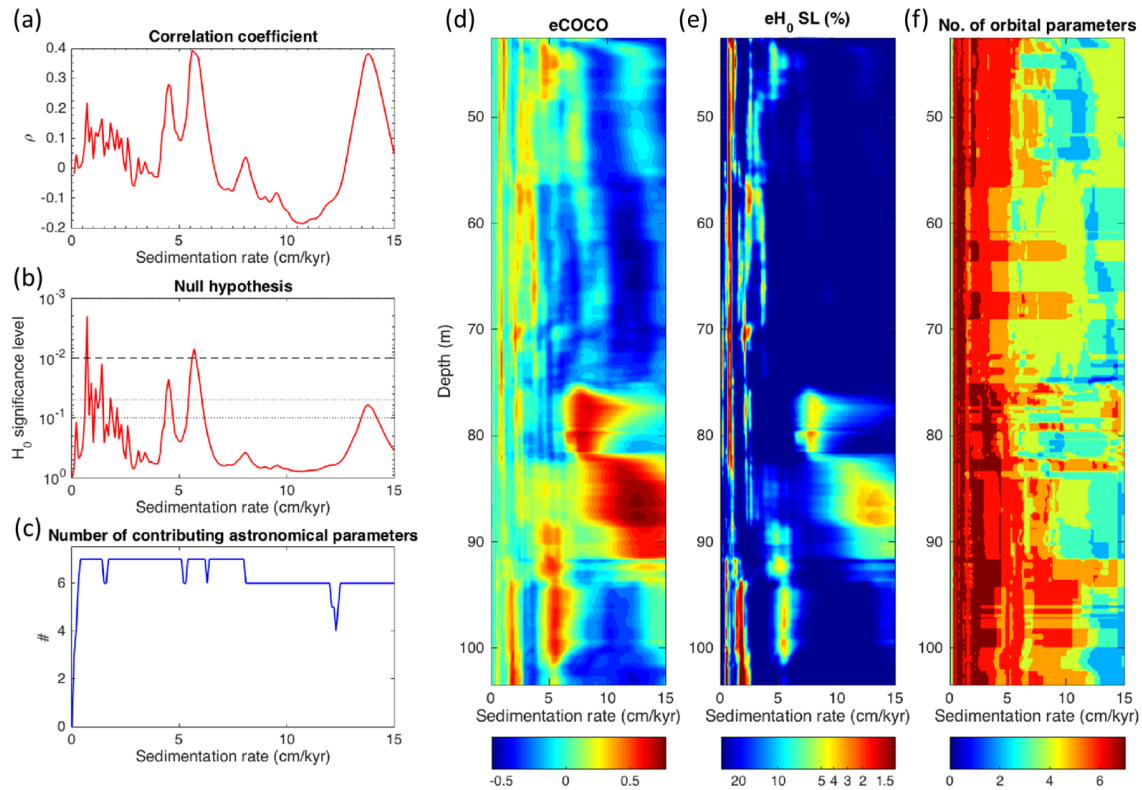 (a)
Correlation coefficient
0.4
0.3
0.2
0.1
0
-0.1
-0.2
ρ
0 5 10 15
Sedimentation rate (cm/kyr)
(b)
Null hypothesis
10-3
10-2
10-1
100
H0 significance level
0 5 10 15
Sedimentation rate (cm/kyr)
(c)
Number of contributing astronomical parameters
6
4
2
0
#
0 5 10 15
Sedimentation rate (cm/kyr)
(d)
eCOCO
50
60
70
80
90
100
Depth (m)
0 5 10 15
Sedimentation rate (cm/kyr)
-0.5 0 0.5
(e)
eH0 SL (%)
50
60
70
80
90
100
0 5 10 15
Sedimentation rate (cm/kyr)
20 10 5 4 3 2 1.5
(f)
No. of orbital parameters
50
60
70
80
90
100
0 5 10 15
Sedimentation rate (cm/kyr)
0 2 4 6